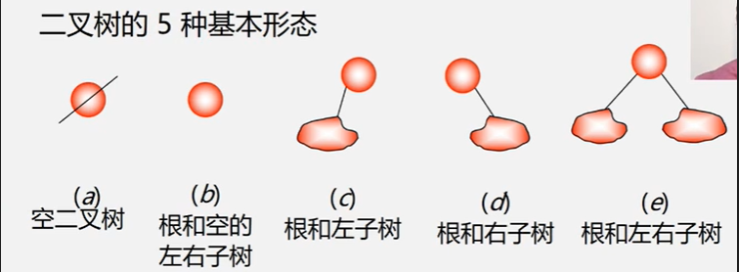 二叉树的 5 种基本形态
(a)
空二叉树
(b)
根和空的
左右子树
(c)
根和左子树
(d)
根和右子树
(e)
根和左右子树